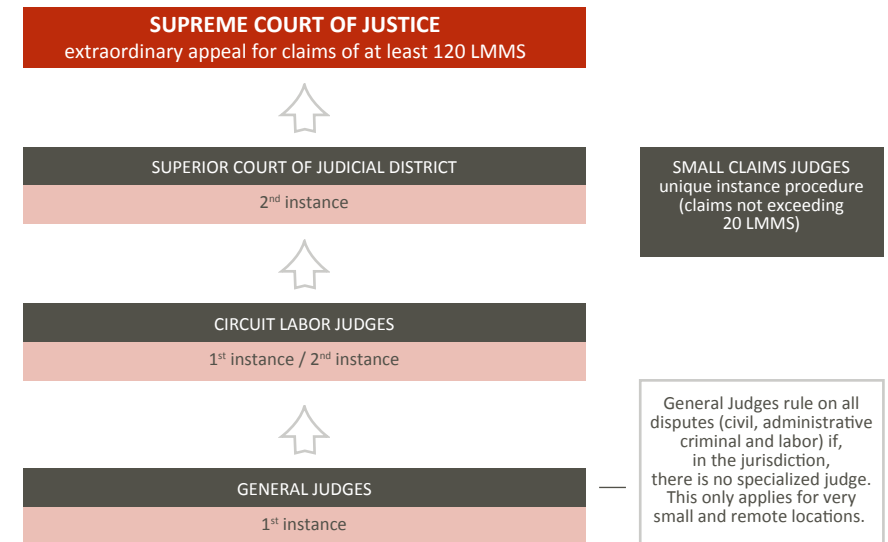 SUPREME COURT OF JUSTICE
extraordinary appeal for claims of at least 120 LMMS
SUPERIOR COURT OF JUDICIAL DISTRICT
2nd instance
SMALL CLAIMS JUDGES
unique instance procedure
(claims not exceeding
20 LMMS)
CIRCUIT LABOR JUDGES
1st instance / 2nd instance
GENERAL JUDGES
1st instance
General Judges rule on all
disputes (civil, administrative
criminal and labor) if,
in the jurisdiction,
there is no specialized judge.
This only applies for very
small and remote locations.